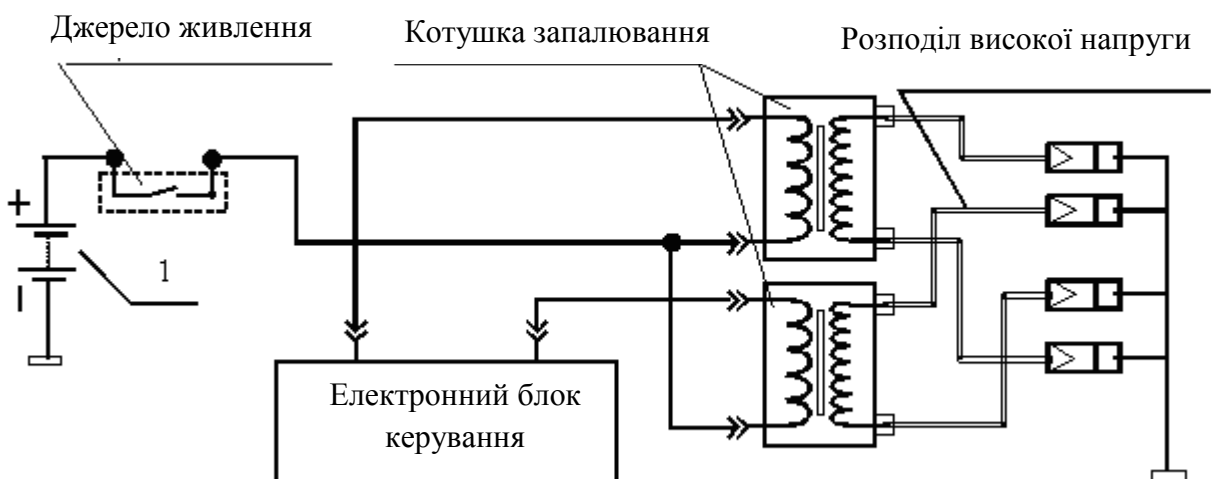 Джерело живлення
Котушка запалювання
Розподіл високої напруги
+
1
−
Електронний блок
керування